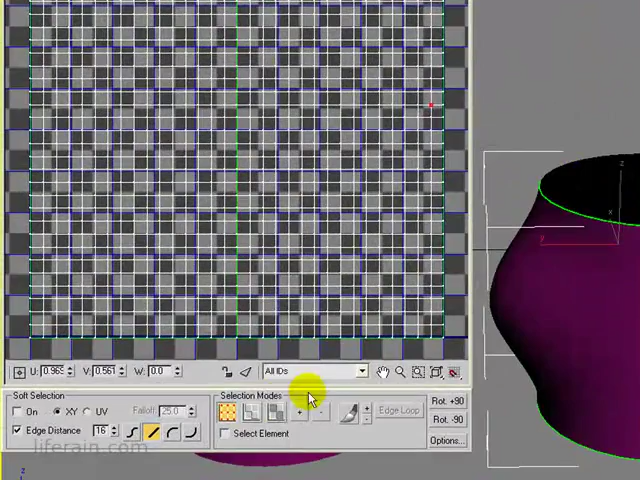 U: 0.965 V: 0.561 W: 0.0 All IDs
Soft Selection
On XY UV Falloff: 25.0
Edge Distance 16
Selection Modes
+ - + - Edge Loop
Select Element
Rot. +90
Rot. -90
Options...
liferain.com
z
x
y
z